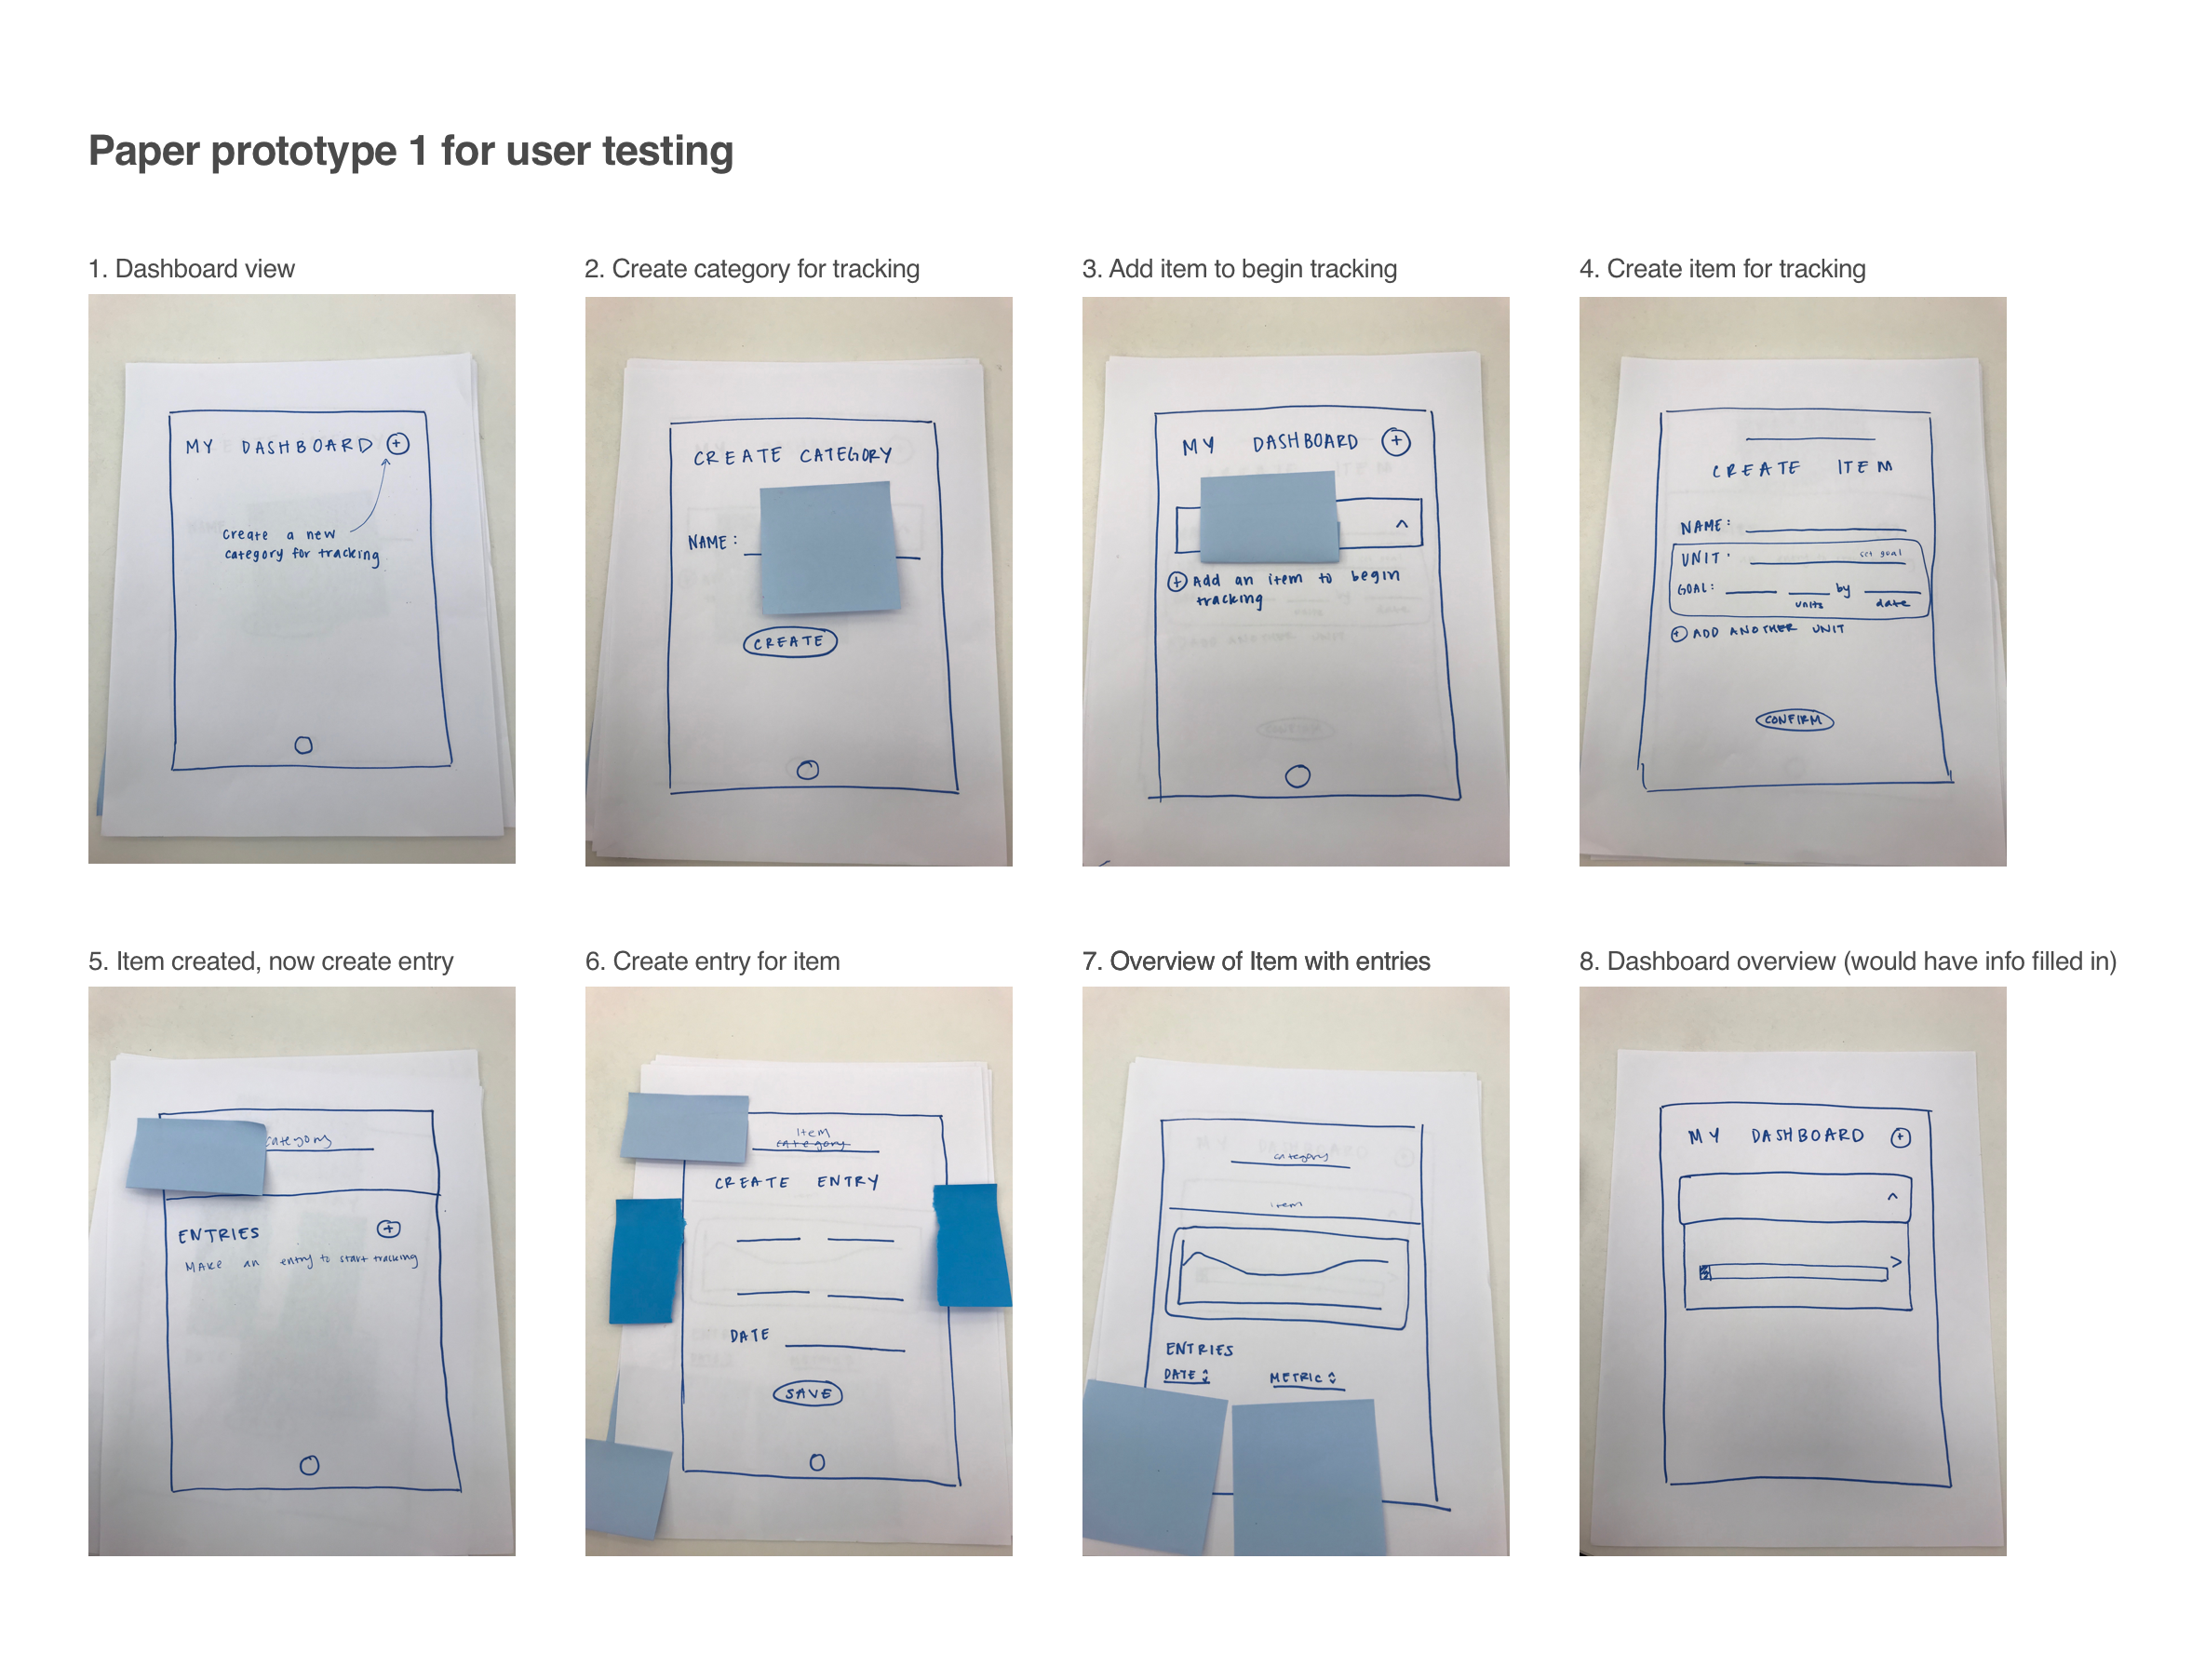 Paper prototype 1 for user testing
1. Dashboard view
MY DASHBOARD +
create a new
category for tracking
2. Create category for tracking
CREATE CATEGORY
NAME:
CREATE
3. Add item to begin tracking
MY DASHBOARD +
+ Add an item to begin
tracking
4. Create item for tracking
CREATE ITEM
NAME:
UNIT: set goal
GOAL: by
units date
+ ADD ANOTHER UNIT
CONFIRM
5. Item created, now create entry
category
ENTRIES +
MAKE an entry to start tracking
6. Create entry for item
Item
category
CREATE ENTRY
DATE
SAVE
7. Overview of Item with entries
category
item
ENTRIES
DATE METRIC
8. Dashboard overview (would have info filled in)
MY DASHBOARD +